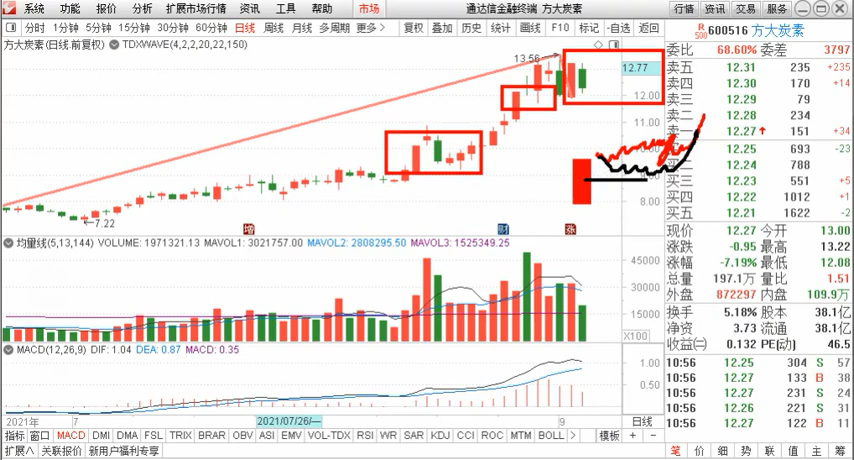 系统 功能 报价 分析 扩展市场行情 资讯 工具 帮助 市场 通达信金融终端 方大炭素 行情 资讯 交易 服务
分时 1分钟 5分钟 15分钟 30分钟 60分钟 日线 周线 月线 多周期 更多> 复权 叠加 历史 统计 画线 F10 标记 -自选 返回
R 500 600516 方大炭素
方大炭素(日线.前复权) TDXWAVE(4,2,2,20,22,150)
13.56
12.77
12.00
11.00
8.00
←7.22
增 财 涨
委比 68.60% 委差 3797
卖五 12.31 235 +235
卖四 12.30 170 +14
卖三 12.29 79
卖二 12.28 234
卖一 12.27 151 +34
12.25 693 -23
12.24 788
买三 12.23 551 +5
买四 12.22 1012 +1
买五 12.21 1622 -2
现价 12.27 今开 13.00
涨跌 -0.95 最高 13.22
涨幅 -7.19% 最低 12.08
总量 197.1万 量比 1.51
外盘 872297 内盘 109.9万
换手 5.18% 股本 38.1亿
净资 3.73 流通 38.1亿
收益㈡ 0.132 PE(动) 46.5
均量线(5,13,144) VOLUME: 1971321.13 MAVOL1: 3021757.00 MAVOL2: 2808295.50 MAVOL3: 1525349.25
45000
30000
15000
X100
MACD(12,26,9) DIF: 1.04 DEA: 0.87 MACD: 0.35
1.00
0.50
10:56 12.25 304 S 57
10:56 12.27 133 B 38
10:56 12.27 231 S 24
10:56 12.26 221 S 31
10:56 12.27 122 B 11
2021年 7 2021/07/26/一 9 日线
指标 窗口 MACD DMI DMA FSL TRIX BRAR OBV ASI EMV VOL-TDX RSI WR SAR KDJ CCI ROC MTM BOLL > 模板 + −
扩展∧ 关联报价 新用户福利专享 笔 价 细 势 联 值 主 筹